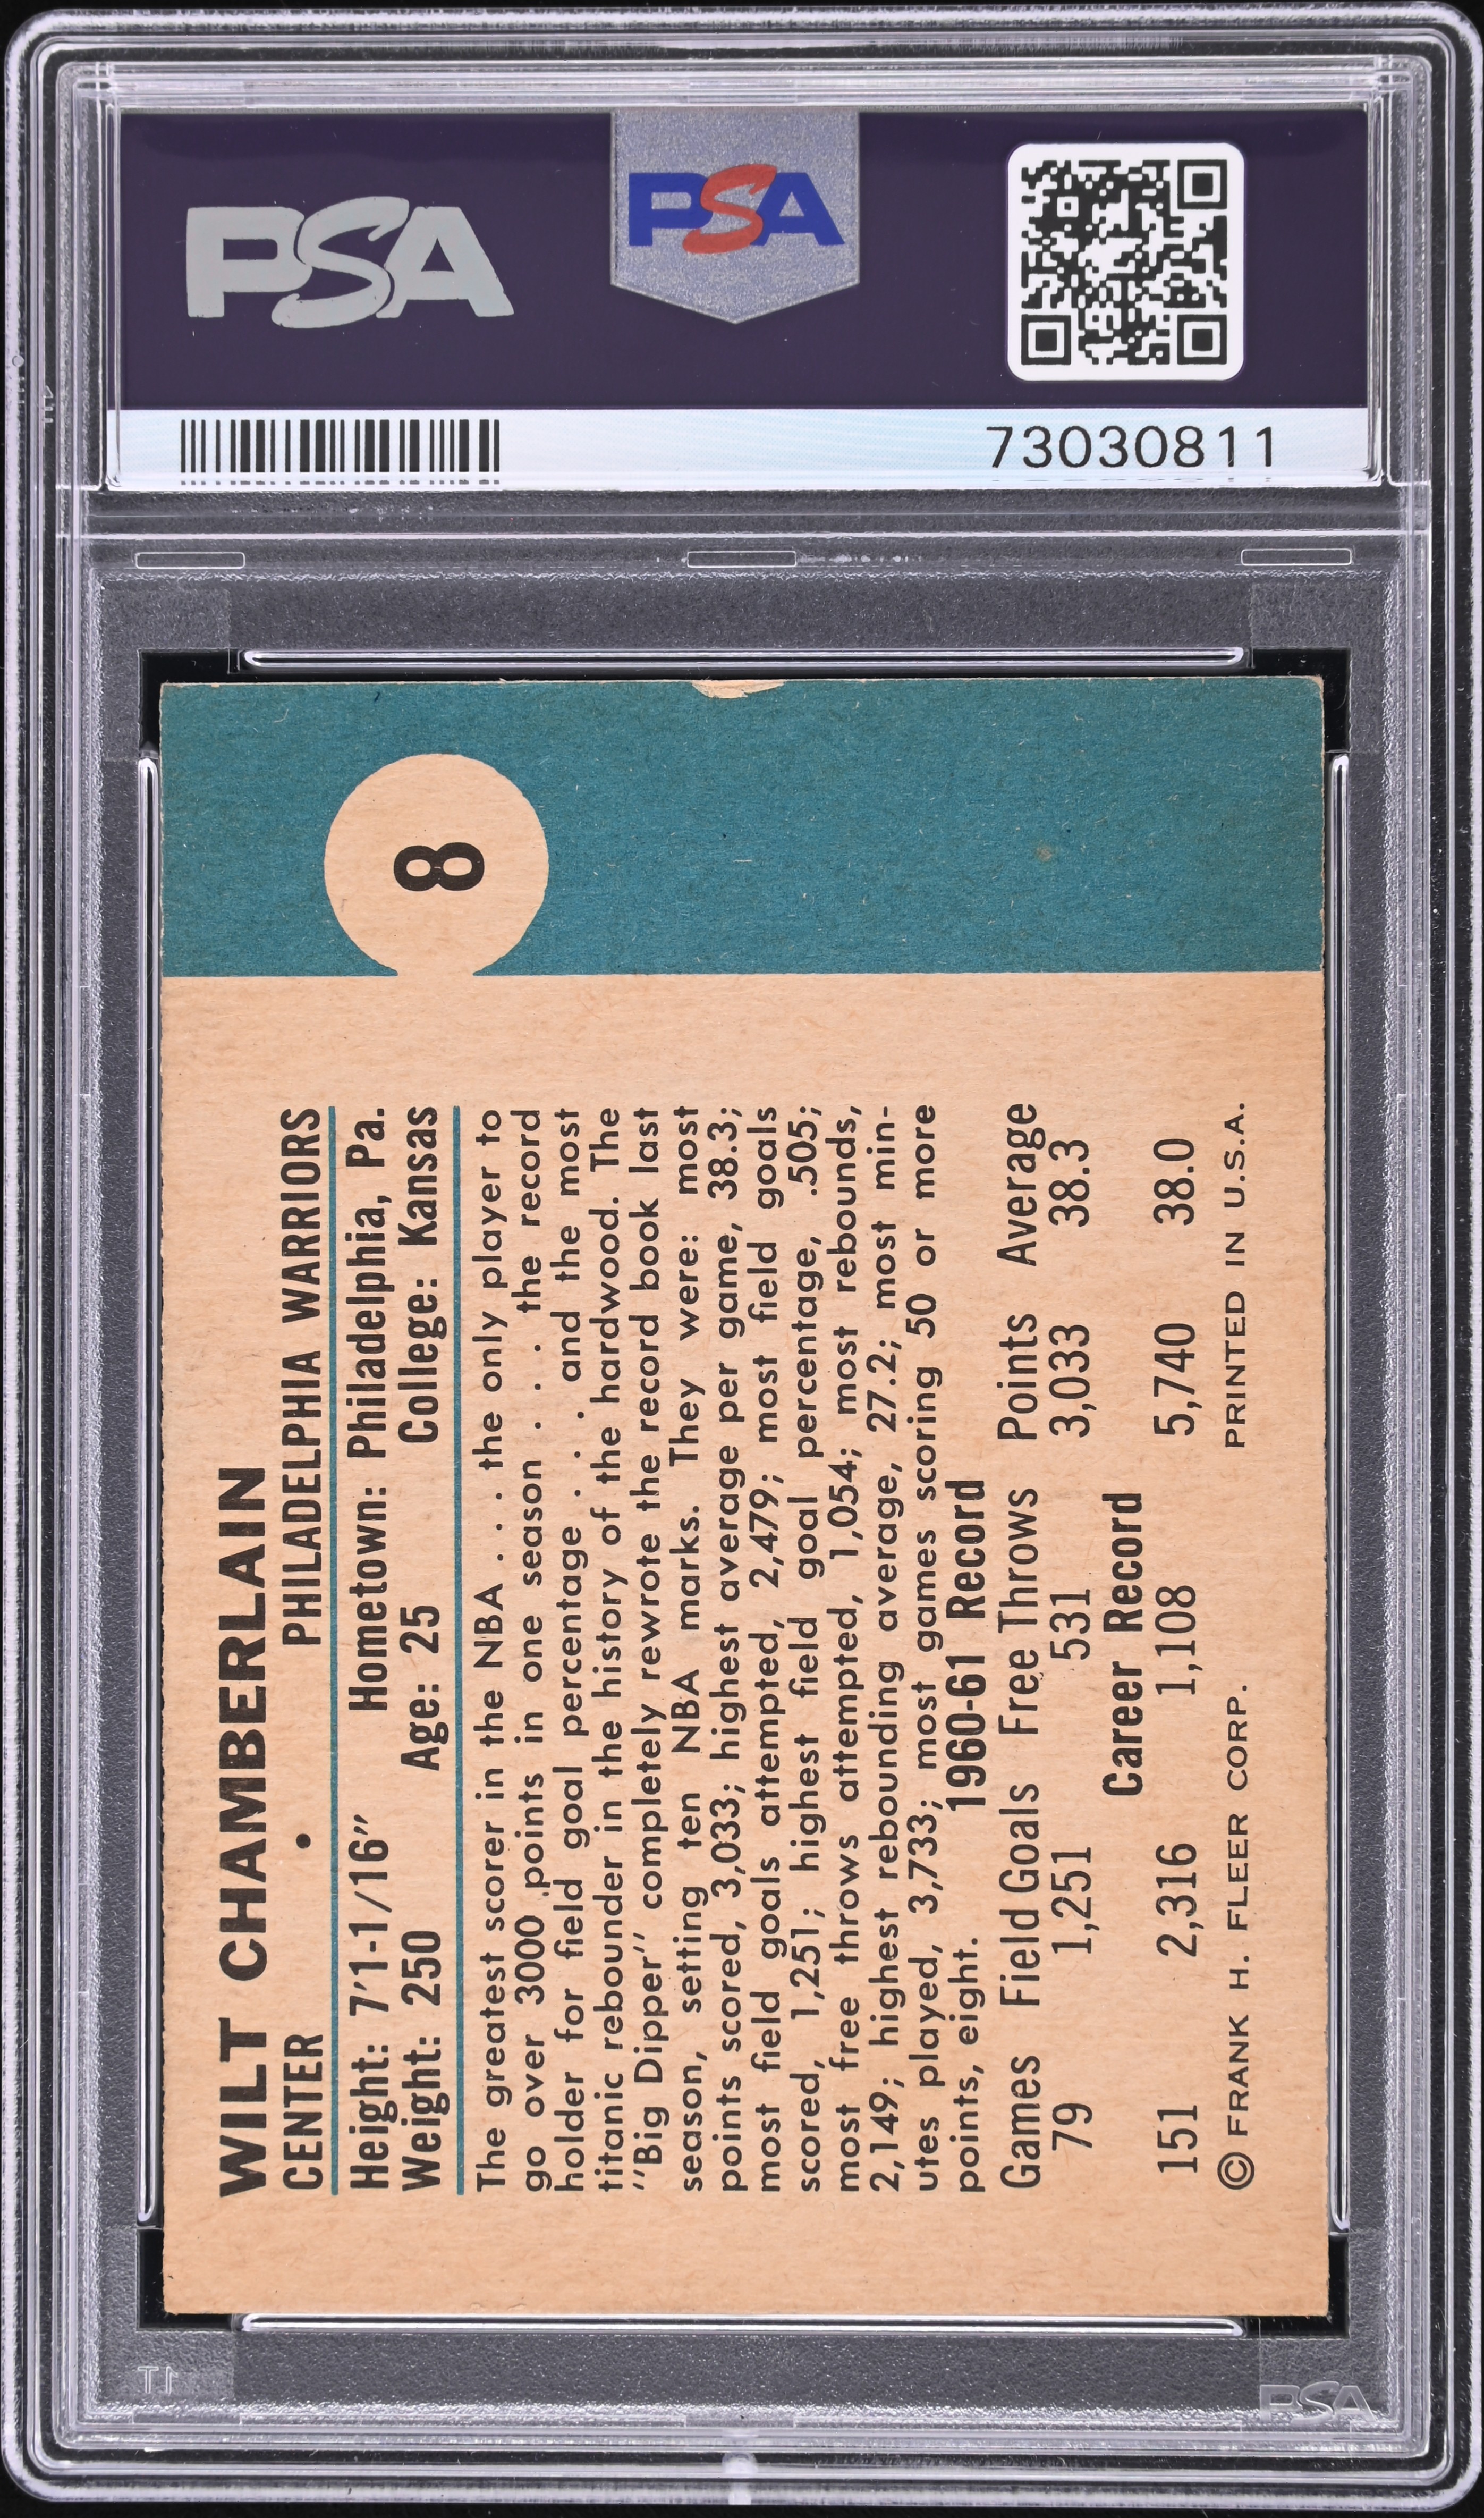 PSA
PSA
73030811
8
WILT CHAMBERLAIN
CENTER • PHILADELPHIA WARRIORS
Height: 7'1-1/16" Hometown: Philadelphia, Pa.
Weight: 250 Age: 25 College: Kansas
The greatest scorer in the NBA . . . the only player to
go over 3000 points in one season . . . the record
holder for field goal percentage . . . and the most
titanic rebounder in the history of the hardwood. The
"Big Dipper" completely rewrote the record book last
season, setting ten NBA marks. They were: most
points scored, 3,033; highest average per game, 38.3;
most field goals attempted, 2,479; most field goals
scored, 1,251; highest field goal percentage, .505;
most free throws attempted, 1,054; most rebounds,
2,149; highest rebounding average, 27.2; most min-
utes played, 3,733; most games scoring 50 or more
points, eight.
1960-61 Record
Games Field Goals Free Throws Points Average
79 1,251 531 3,033 38.3
Career Record
151 2,316 1,108 5,740 38.0
© FRANK H. FLEER CORP. PRINTED IN U.S.A.
PSA